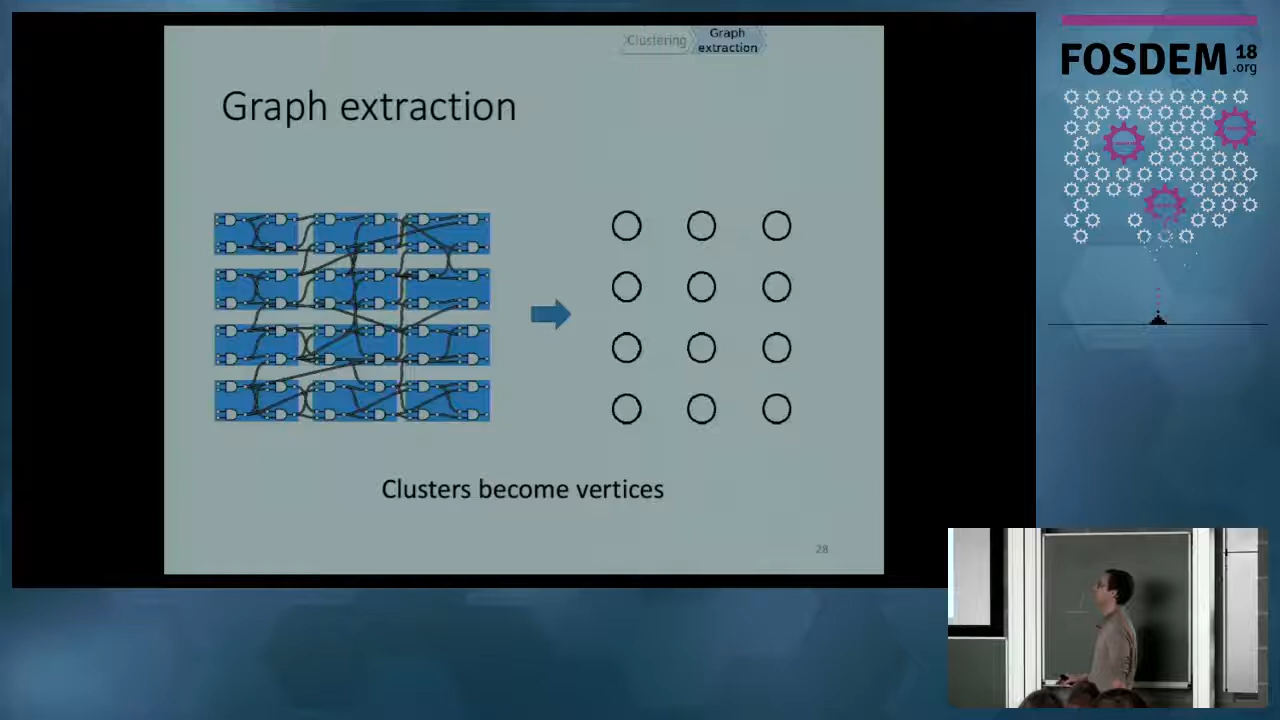 Clustering
Graph
extraction
Graph extraction
Clusters become vertices
28
FOSDEM 18
.org